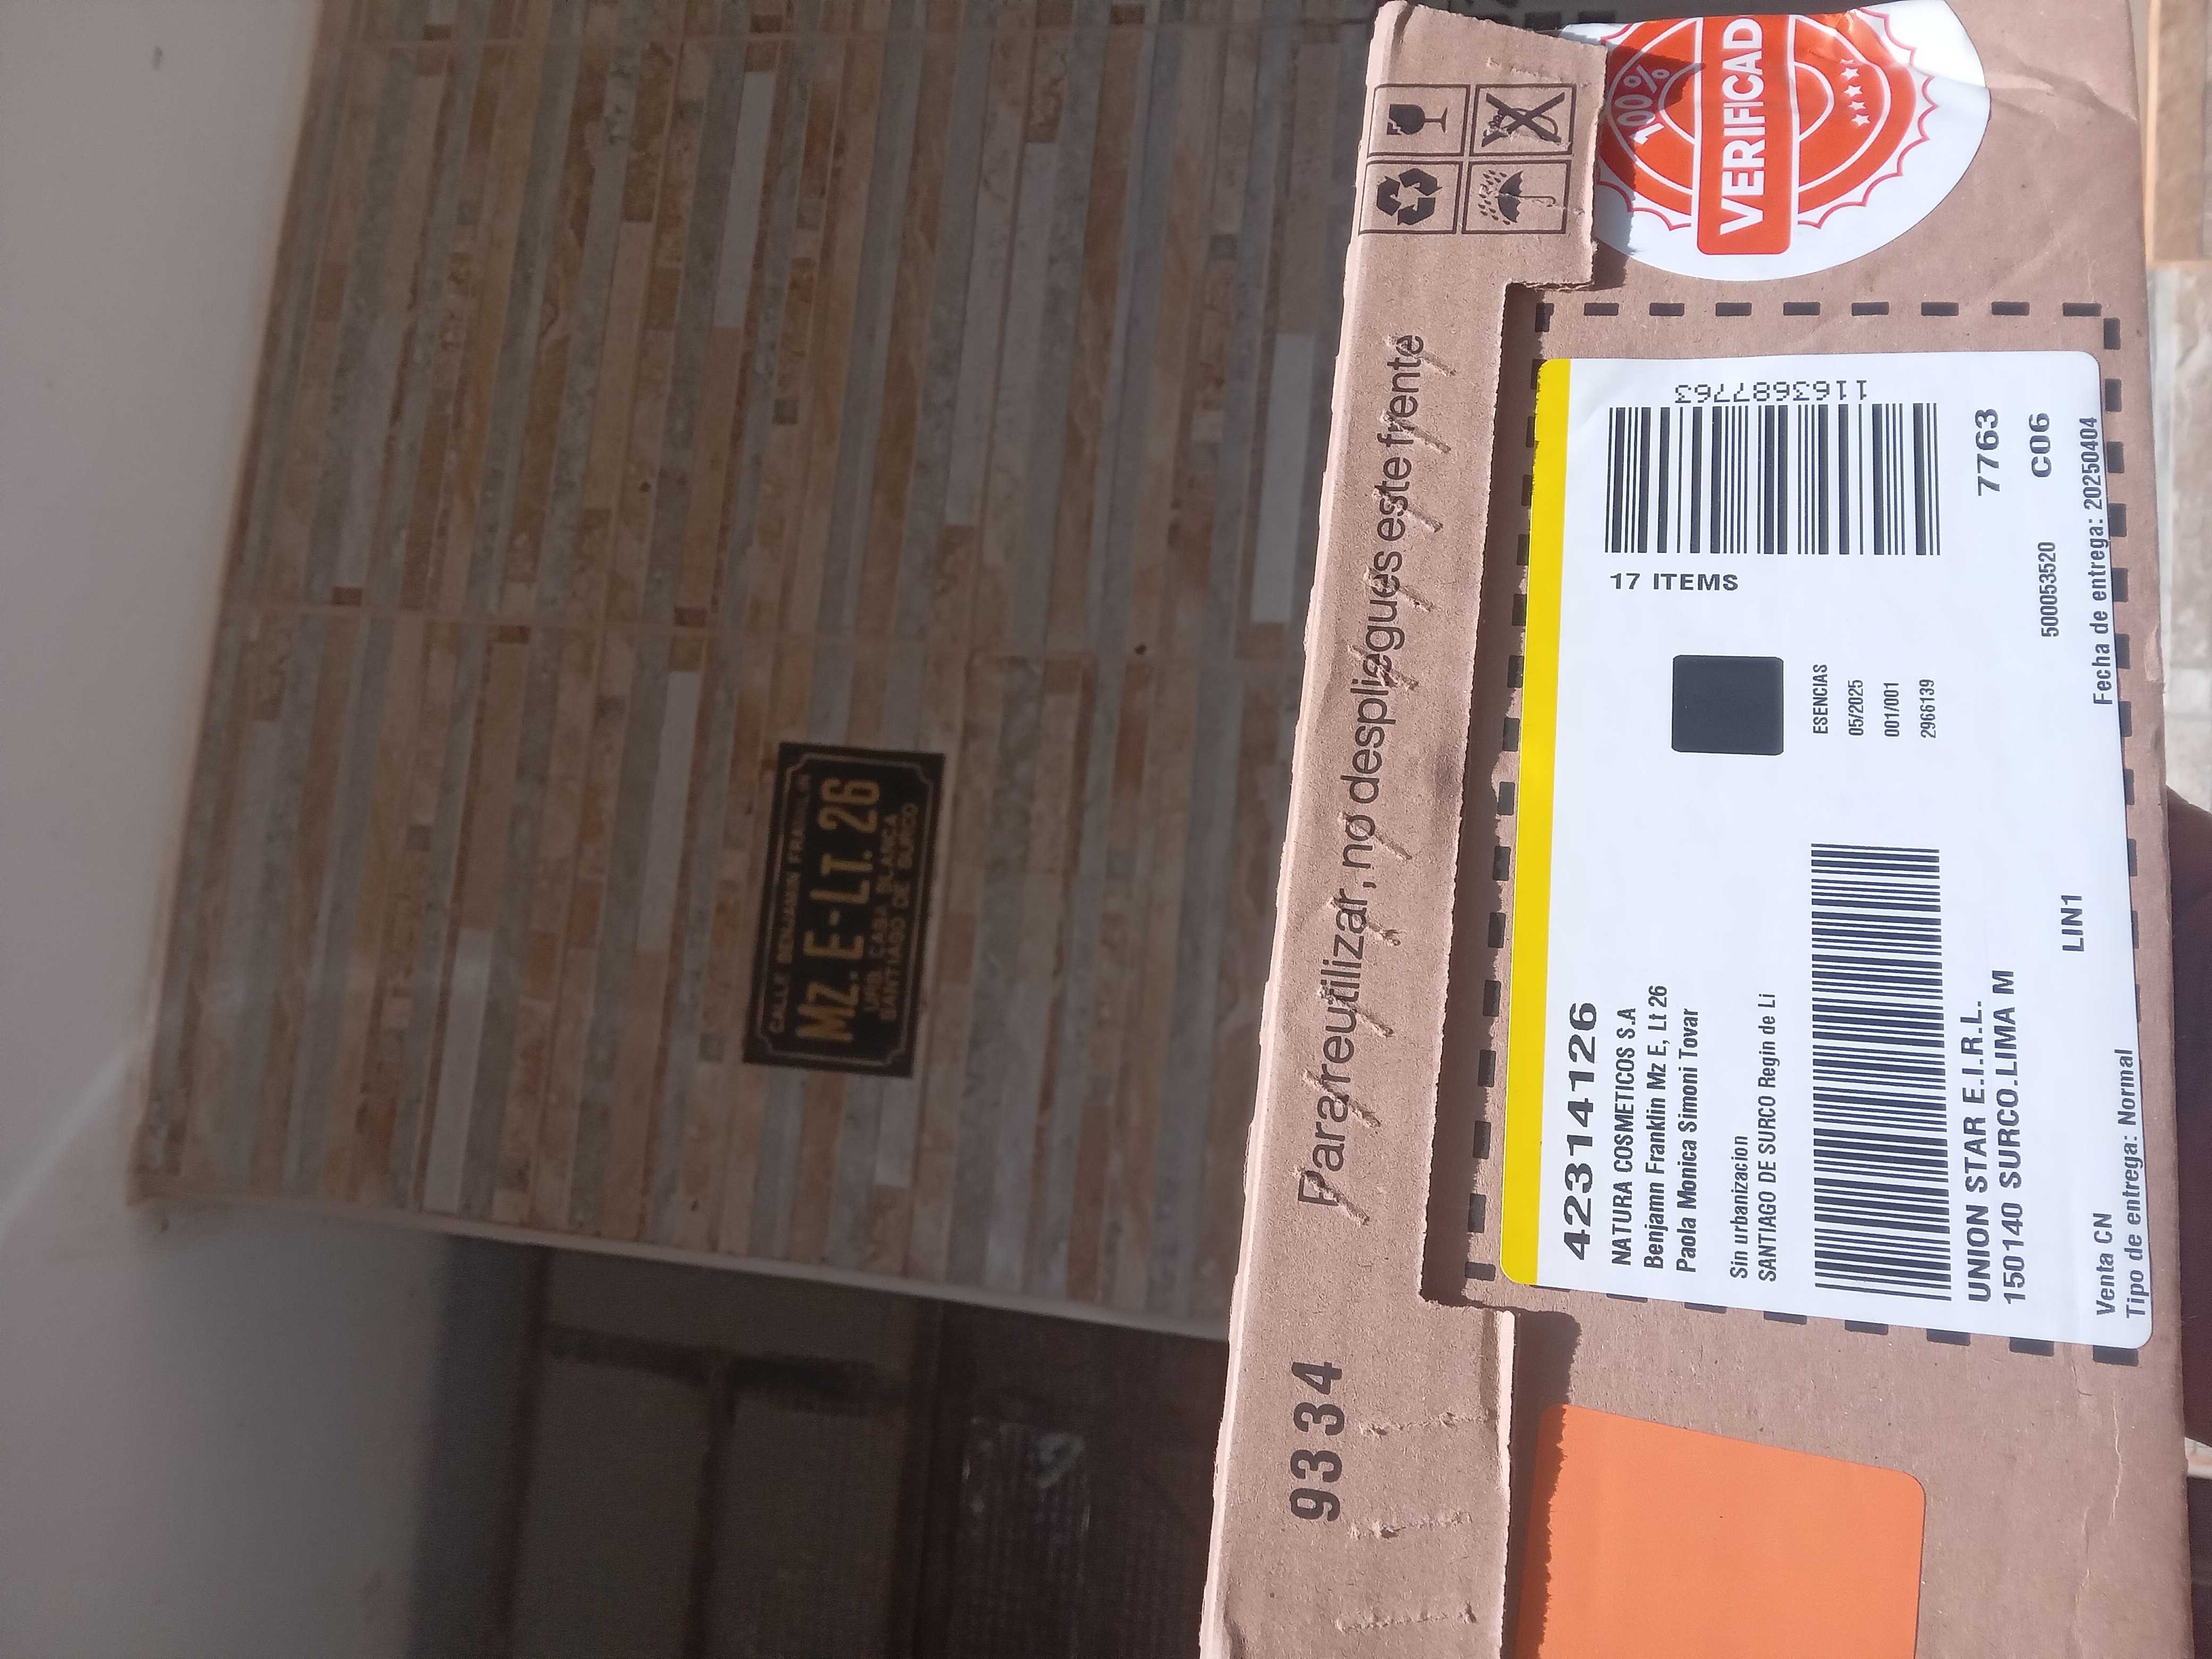 CALLE BENJAMIN FRANKLIN
Mz. E - LT. 26
URB. CASA BLANCA
SANTIAGO DE SURCO
9334
Para reutilizar, no despliegues este frente
100%
VERIFICAD
42314126
NATURA COSMETICOS S.A
Benjamn Franklin Mz E, Lt 26
Paola Monica Simoni Tovar
Sin urbanizacion
SANTIAGO DE SURCO Regin de Li
17 ITEMS
1163687763
ESENCIAS
05/2025
001/001
2966139
UNION STAR E.I.R.L.
150140 SURCO.LIMA M
7763
C06
LIN1
500053520
Venta CN
Tipo de entrega: Normal
Fecha de entrega: 20250404